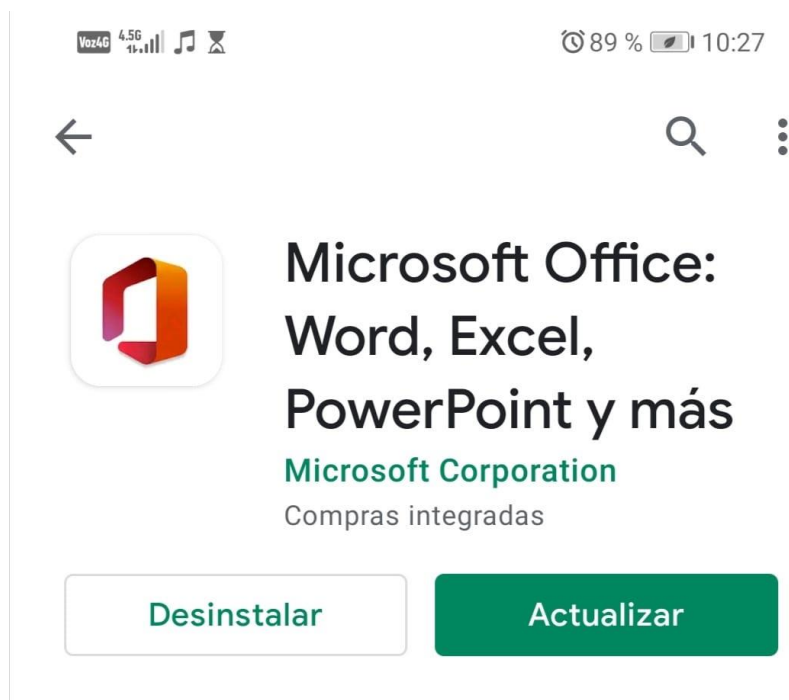 Voz4G 4.5G 89 % 10:27
Microsoft Office:
Word, Excel,
PowerPoint y más
Microsoft Corporation
Compras integradas
Desinstalar Actualizar